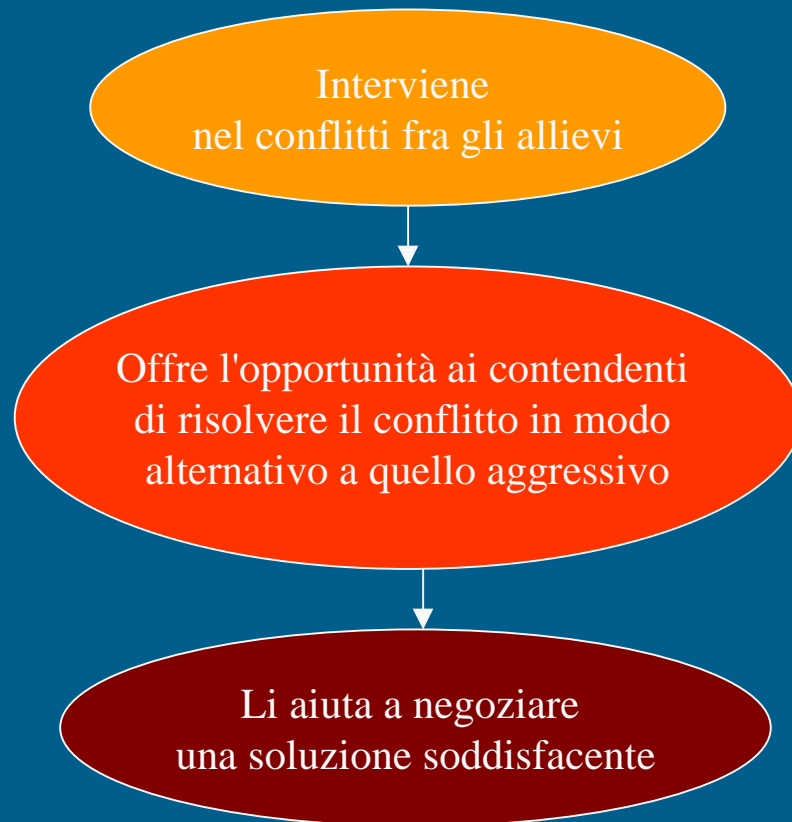 Interviene
nel conflitti fra gli allievi
Offre l'opportunità ai contendenti
di risolvere il conflitto in modo
alternativo a quello aggressivo
Li aiuta a negoziare
una soluzione soddisfacente